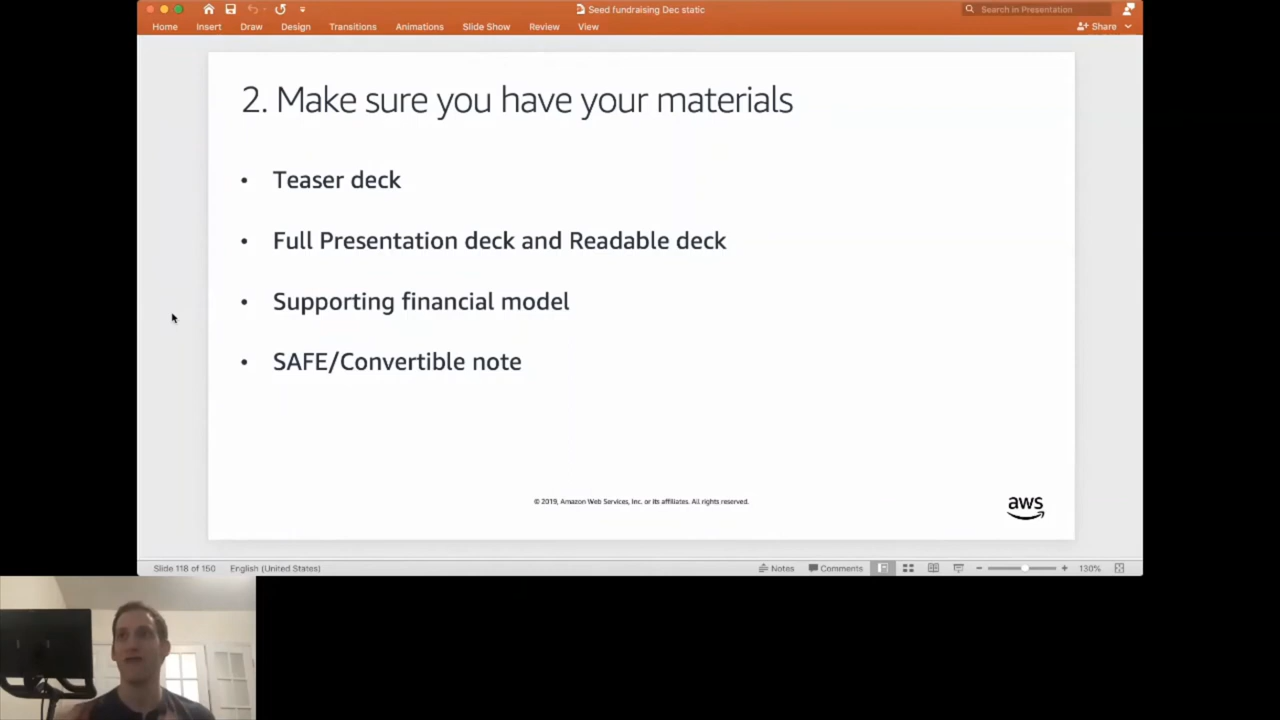 Seed fundraising Dec static
Search in Presentation
Home Insert Draw Design Transitions Animations Slide Show Review View Share
2. Make sure you have your materials
• Teaser deck
• Full Presentation deck and Readable deck
• Supporting financial model
• SAFE/Convertible note
© 2019, Amazon Web Services, Inc. or its affiliates. All rights reserved.
aws
Slide 118 of 150 English (United States) Notes Comments 130%